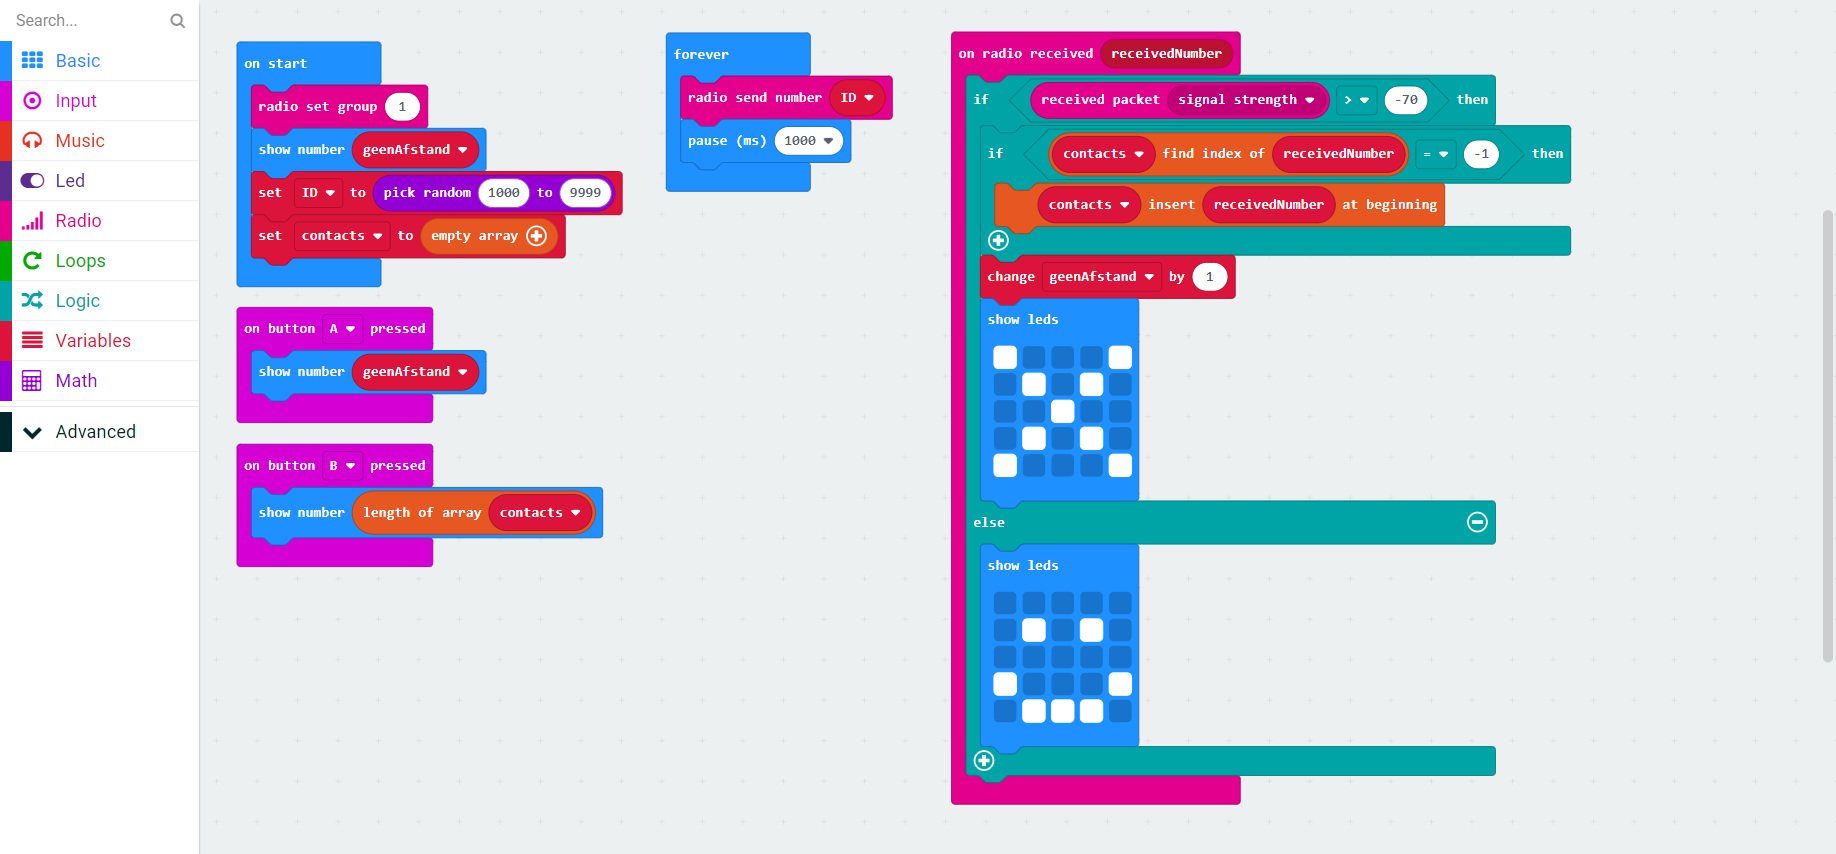 Search...
Basic
Input
Music
Led
Radio
Loops
Logic
Variables
Math
Advanced
on start
radio set group 1
show number geenAfstand
set ID to pick random 1000 to 9999
set contacts to empty array
on button A pressed
show number geenAfstand
on button B pressed
show number length of array contacts
forever
radio send number ID
pause (ms) 1000
on radio received receivedNumber
if received packet signal strength > -70 then
if contacts find index of receivedNumber = -1 then
contacts insert receivedNumber at beginning
change geenAfstand by 1
show leds
else
show leds